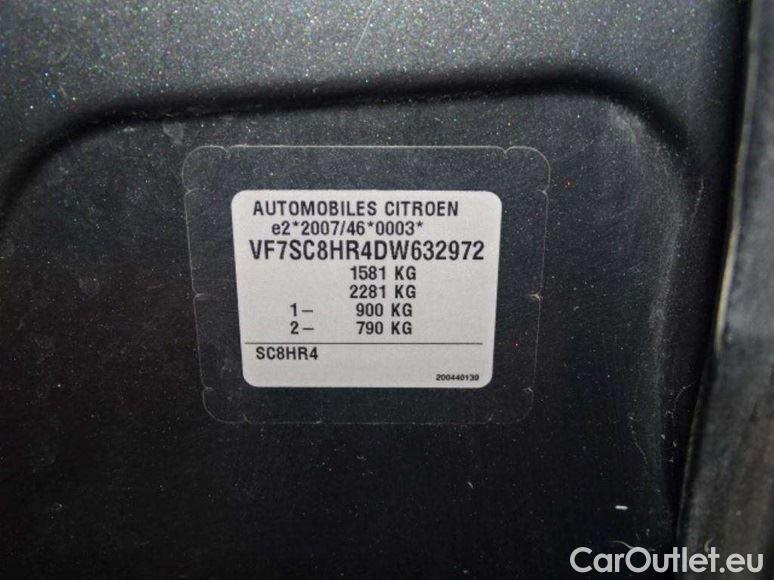 AUTOMOBILES CITROEN
e2*2007/46*0003*
VF7SC8HR4DW632972
1581 KG
2281 KG
1– 900 KG
2– 790 KG
SC8HR4
200440130
CarOutlet.eu